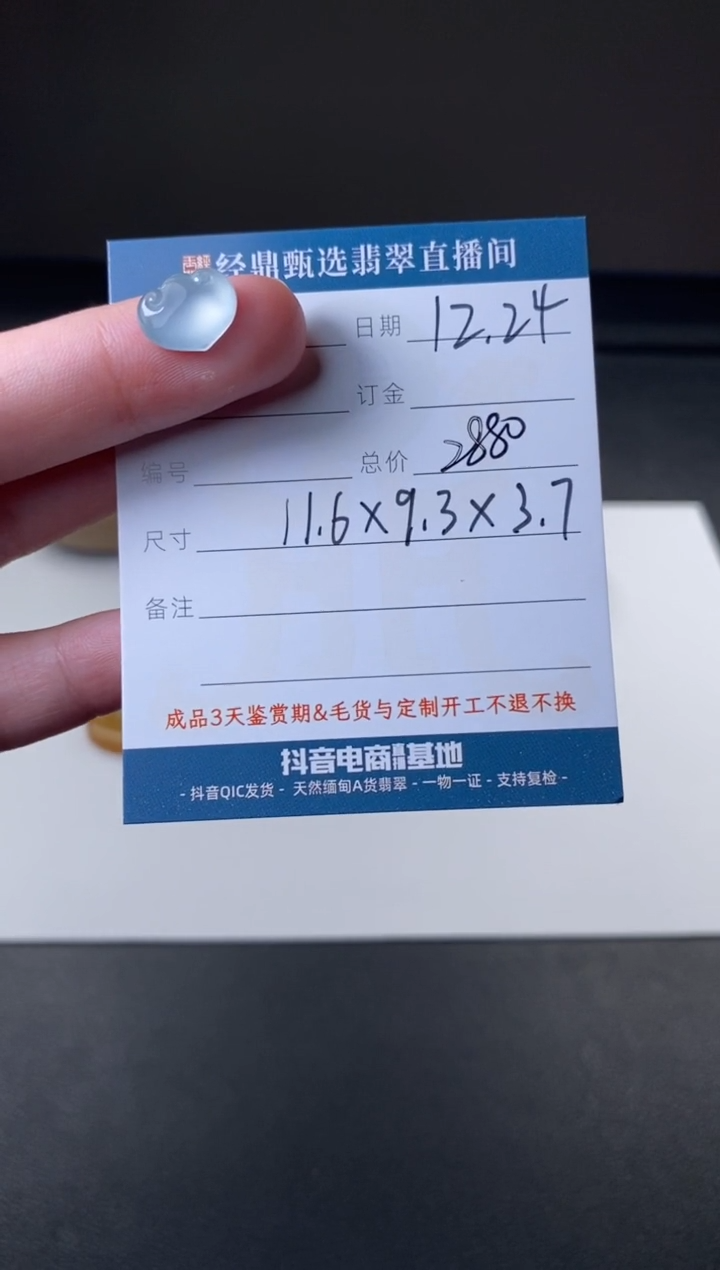 经鼎甄选翡翠直播间
日期 12.24
订金
编号 总价 2880
尺寸 11.6×9.3×3.7
备注
成品3天鉴赏期&毛货与定制开工不退不换
抖音电商基地
- 抖音QIC发货 - 天然缅甸A货翡翠 - 一物一证 - 支持复检 -